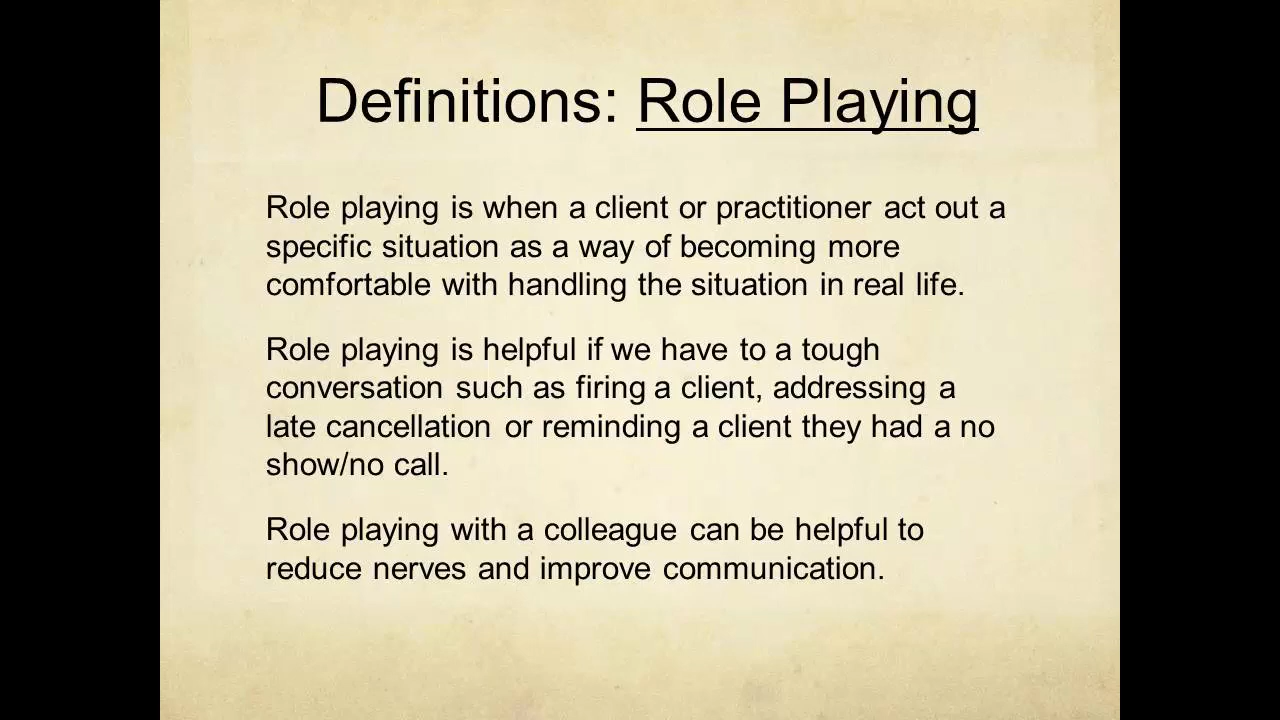 Definitions: Role Playing
Role playing is when a client or practitioner act out a
specific situation as a way of becoming more
comfortable with handling the situation in real life.
Role playing is helpful if we have to a tough
conversation such as firing a client, addressing a
late cancellation or reminding a client they had a no
show/no call.
Role playing with a colleague can be helpful to
reduce nerves and improve communication.